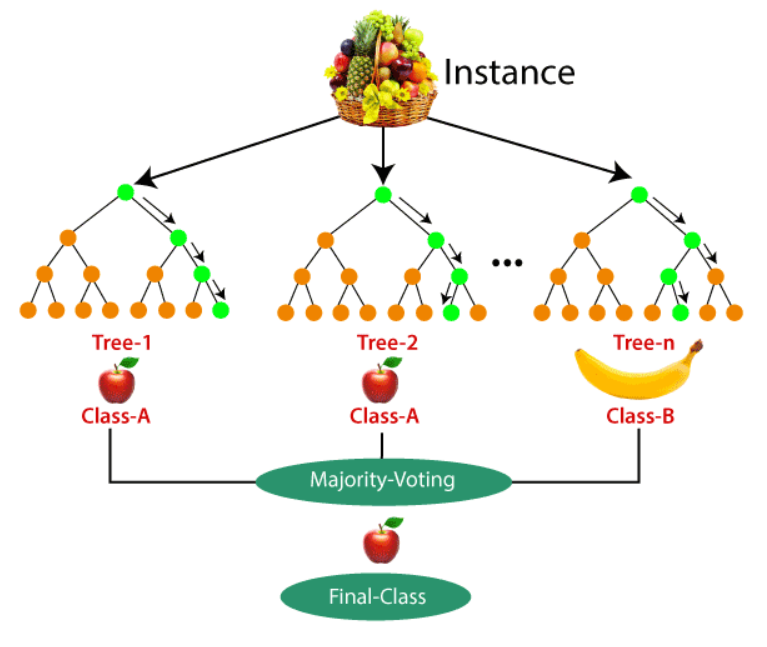 Instance
...
Tree-1
Tree-2
Tree-n
Class-A
Class-A
Class-B
Majority-Voting
Final-Class